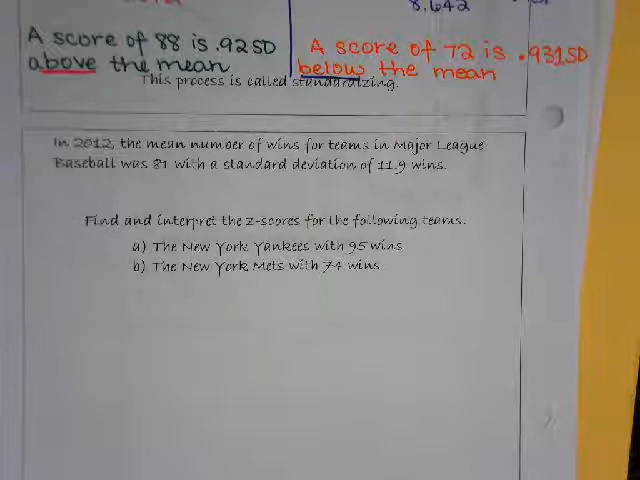 8.642
A score of 88 is .92 SD
above the mean
A score of 72 is .931 SD
below the mean
This process is called standardizing.
In 2012, the mean number of wins for teams in Major League
Baseball was 81 with a standard deviation of 11.9 wins.
Find and interpret the z-scores for the following teams.
a) The New York Yankees with 95 wins
b) The New York Mets with 74 wins